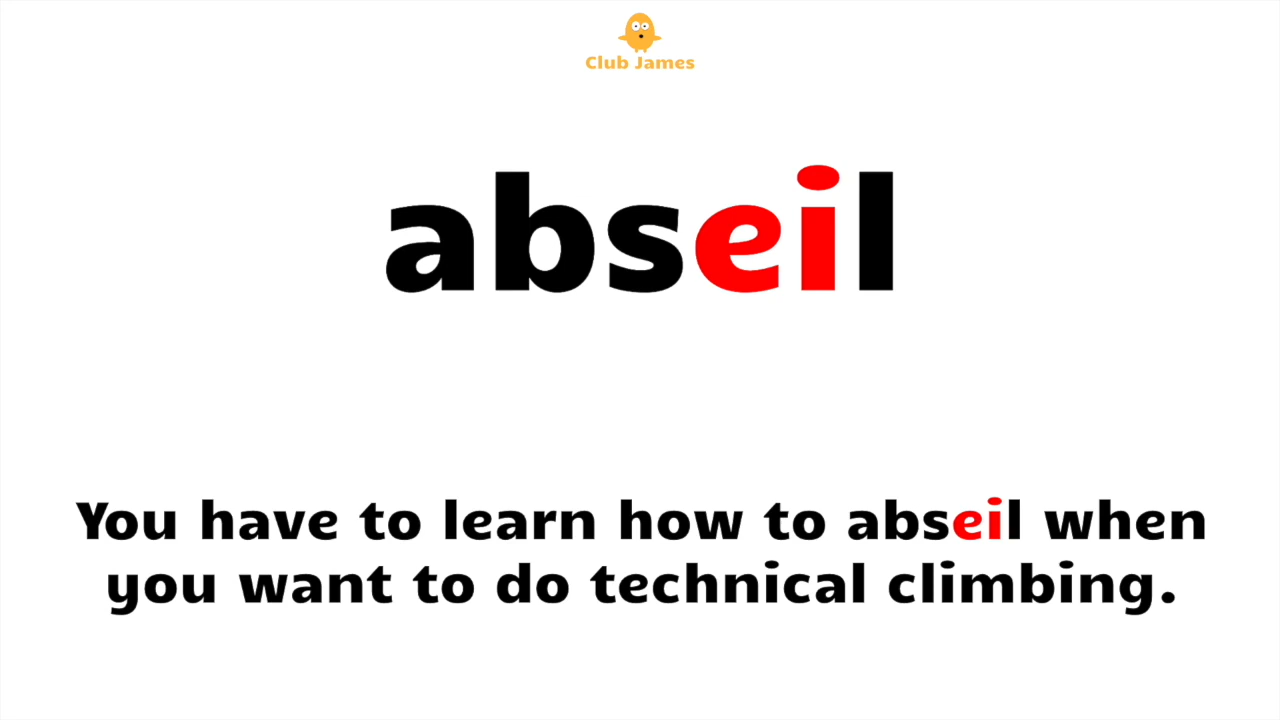 Club James
abseil
You have to learn how to abseil when
you want to do technical climbing.